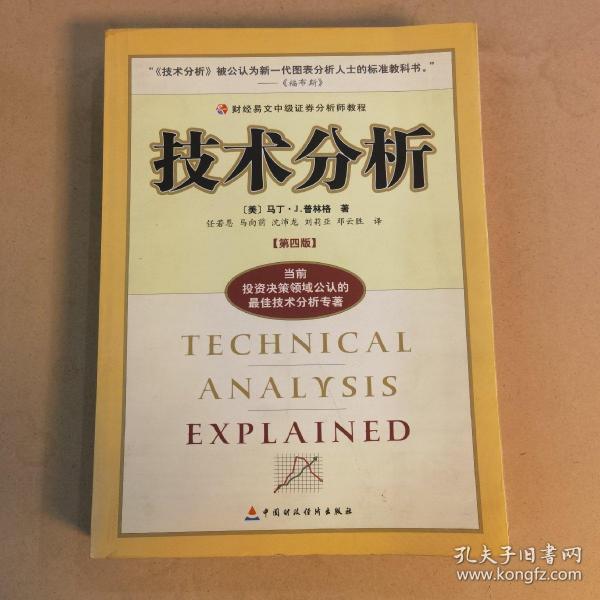 “《技术分析》被公认为新一代图表分析人士的标准教科书。”
——《福布斯》
财经易文中级证券分析师教程
技术分析
〔美〕马丁·J.普林格 著
任若恩 马向前 沈沛龙 刘莉亚 邓云胜 译
【第四版】
当前
投资决策领域公认的
最佳技术分析专著
TECHNICAL
ANALYSIS
EXPLAINED
中国财政经济出版社
孔夫子旧书网
www.kongfz.com